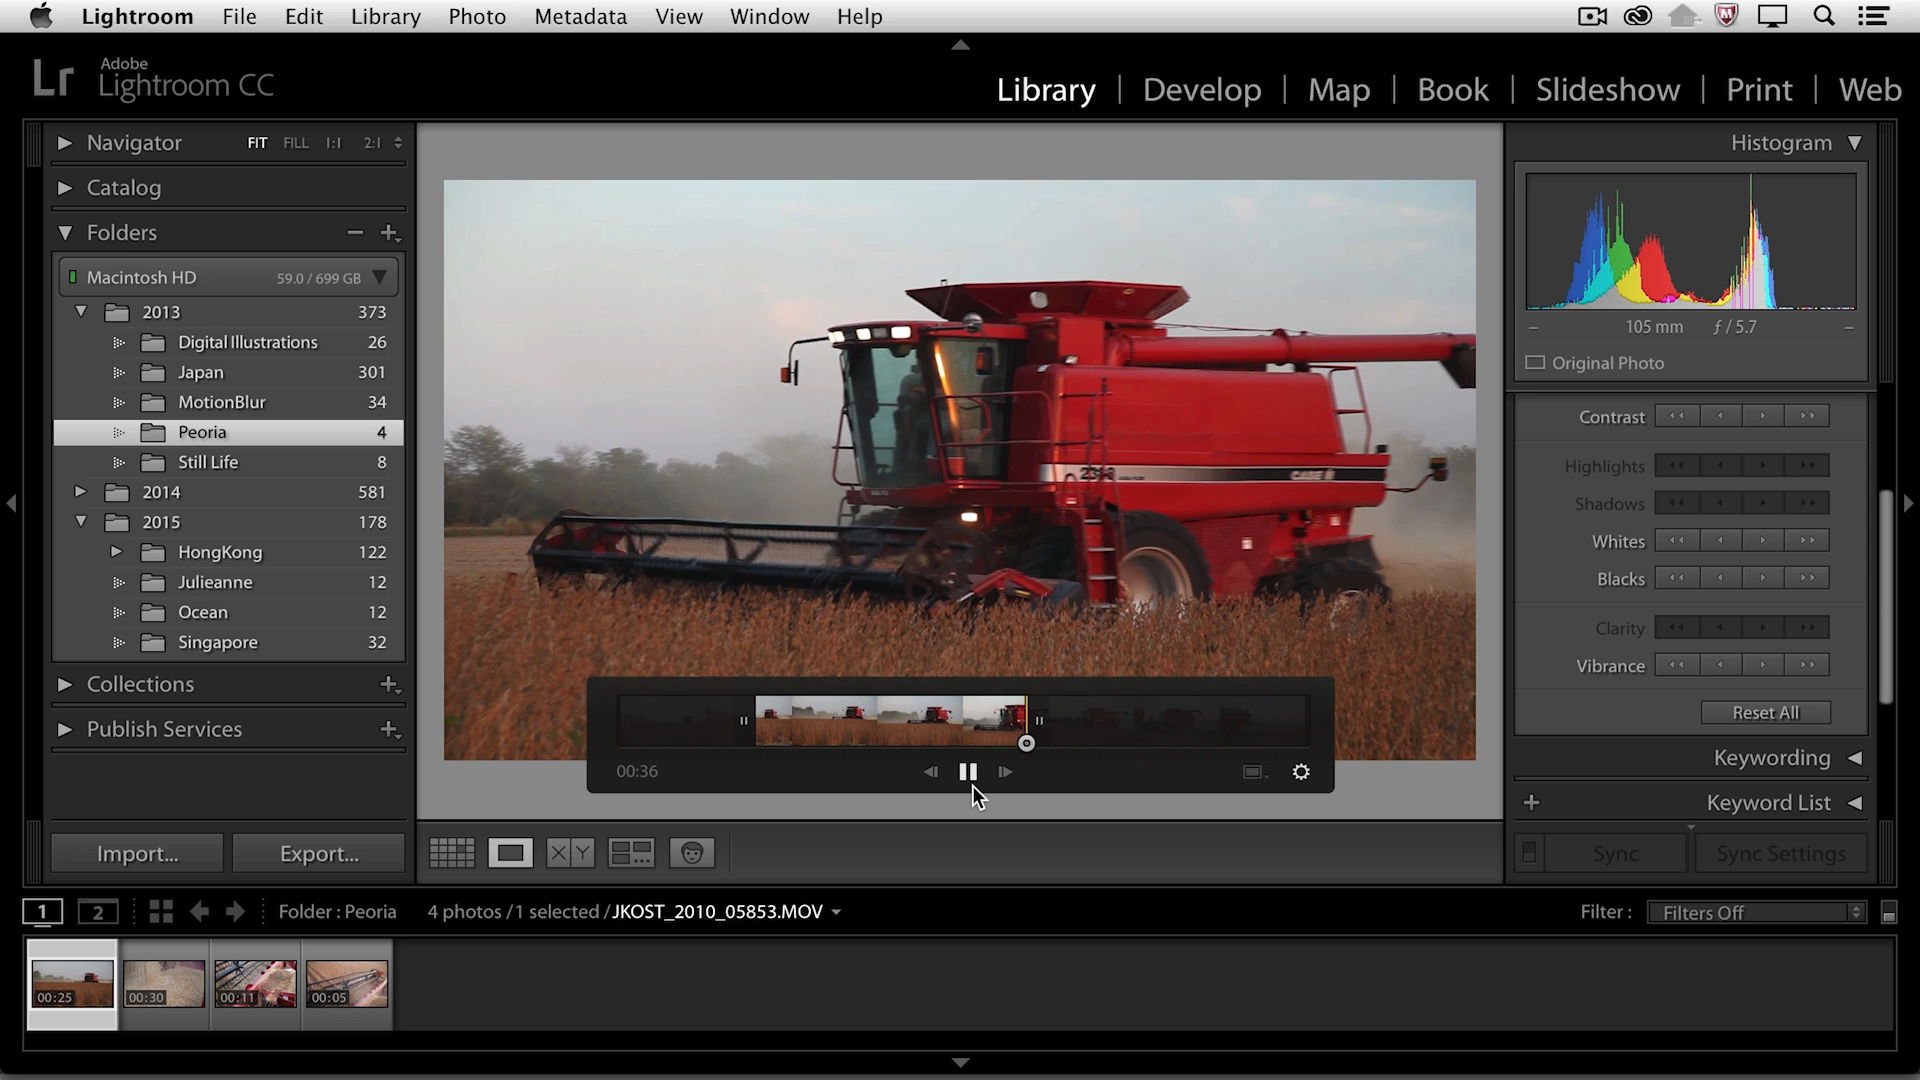 Lightroom File Edit Library Photo Metadata View Window Help
Lr Adobe
Lightroom CC
Library | Develop | Map | Book | Slideshow | Print | Web
Navigator FIT FILL 1:1 2:1
Catalog
Folders
Macintosh HD 59.0 / 699 GB
2013 373
Digital Illustrations 26
Japan 301
MotionBlur 34
Peoria 4
Still Life 8
2014 581
2015 178
HongKong 122
Julieanne 12
Ocean 12
Singapore 32
Collections
Publish Services
Import... Export...
CASE
00:36
Histogram
105 mm ƒ / 5.7
Original Photo
Contrast
Highlights
Shadows
Whites
Blacks
Clarity
Vibrance
Reset All
Keywording
Keyword List
Sync Sync Settings
X Y
1 2 Folder : Peoria 4 photos / 1 selected / JKOST_2010_05853.MOV Filter : Filters Off
00:25 00:30 00:11 00:05